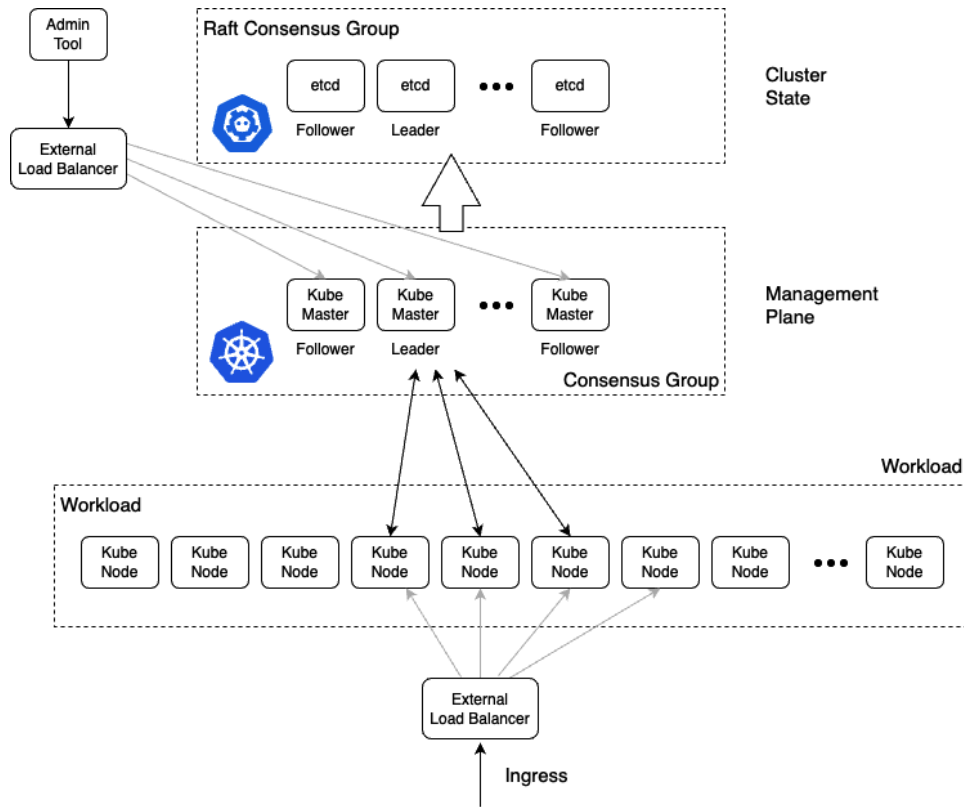 Admin
Tool
Raft Consensus Group
etcd
etcd
etcd
Follower
Leader
Follower
Cluster
State
External
Load Balancer
Kube
Master
Kube
Master
Kube
Master
Follower
Leader
Follower
Consensus Group
Management
Plane
Workload
Workload
Kube
Node
Kube
Node
Kube
Node
Kube
Node
Kube
Node
Kube
Node
Kube
Node
Kube
Node
Kube
Node
External
Load Balancer
Ingress